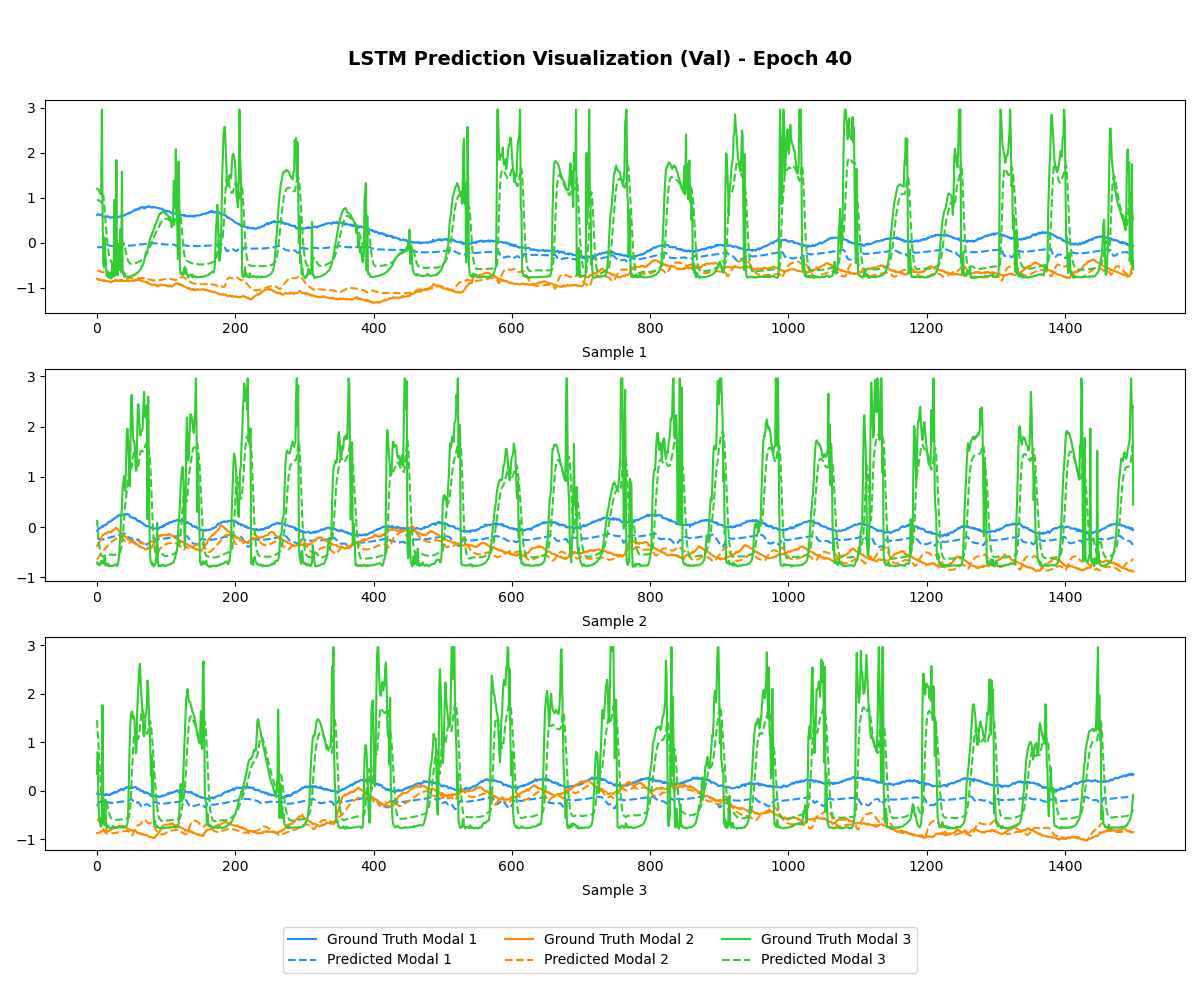 LSTM Prediction Visualization (Val) - Epoch 40
3
2
1
0
−1
0 200 400 600 800 1000 1200 1400
Sample 1
3
2
1
0
−1
0 200 400 600 800 1000 1200 1400
Sample 2
3
2
1
0
−1
0 200 400 600 800 1000 1200 1400
Sample 3
Ground Truth Modal 1 Ground Truth Modal 2 Ground Truth Modal 3
Predicted Modal 1 Predicted Modal 2 Predicted Modal 3